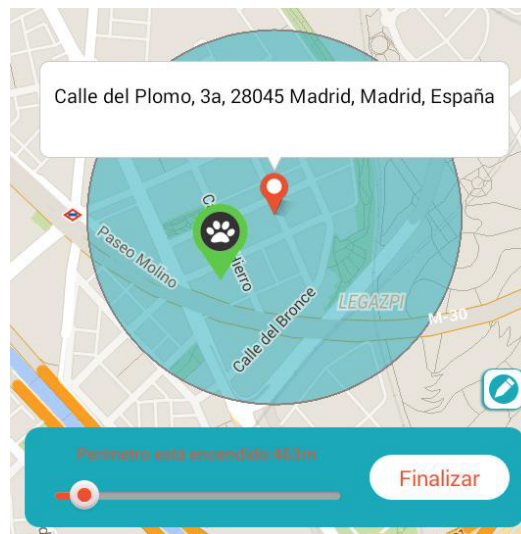 Calle del Plomo, 3a, 28045 Madrid, Madrid, España
Paseo Molino
LEGAZPI
M-30
Calle del Bronce
Perímetro está encendido:463m
Finalizar